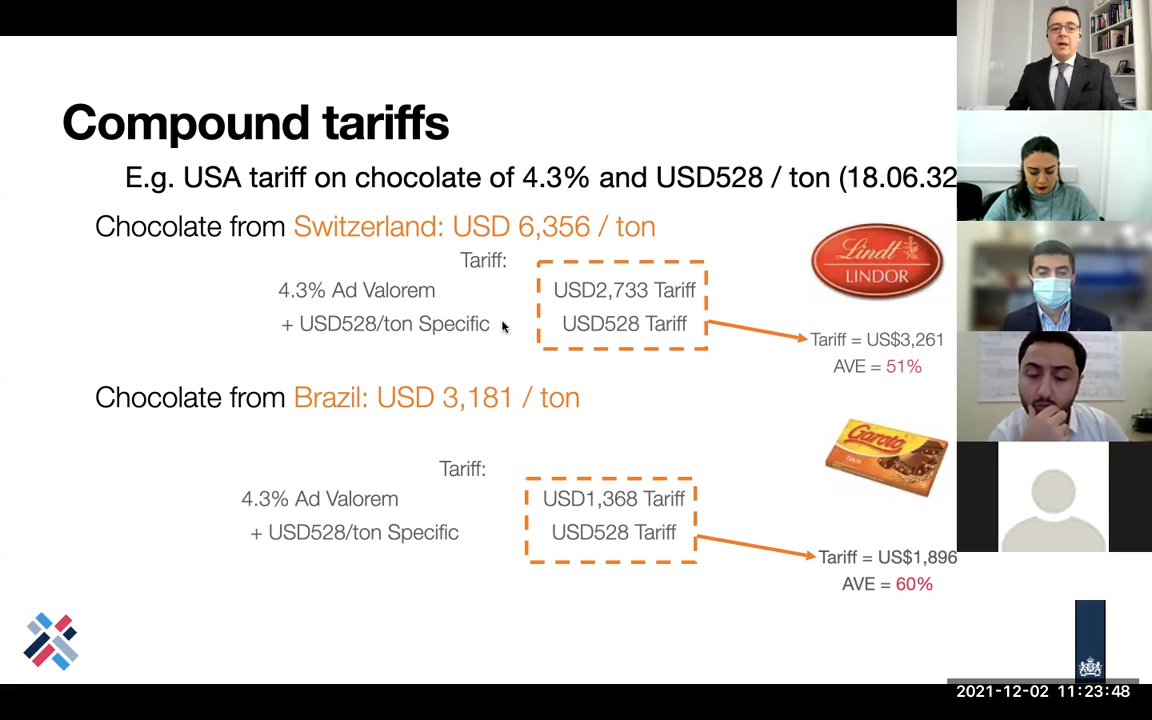 Compound tariffs
E.g. USA tariff on chocolate of 4.3% and USD528 / ton (18.06.32
Chocolate from Switzerland: USD 6,356 / ton
Tariff:
4.3% Ad Valorem
USD2,733 Tariff
+ USD528/ton Specific
USD528 Tariff
Lindt
LINDOR
Tariff = US$3,261
AVE = 51%
Chocolate from Brazil: USD 3,181 / ton
Garoto
Tariff:
4.3% Ad Valorem
USD1,368 Tariff
+ USD528/ton Specific
USD528 Tariff
Tariff = US$1,896
AVE = 60%
2021-12-02 11:23:48